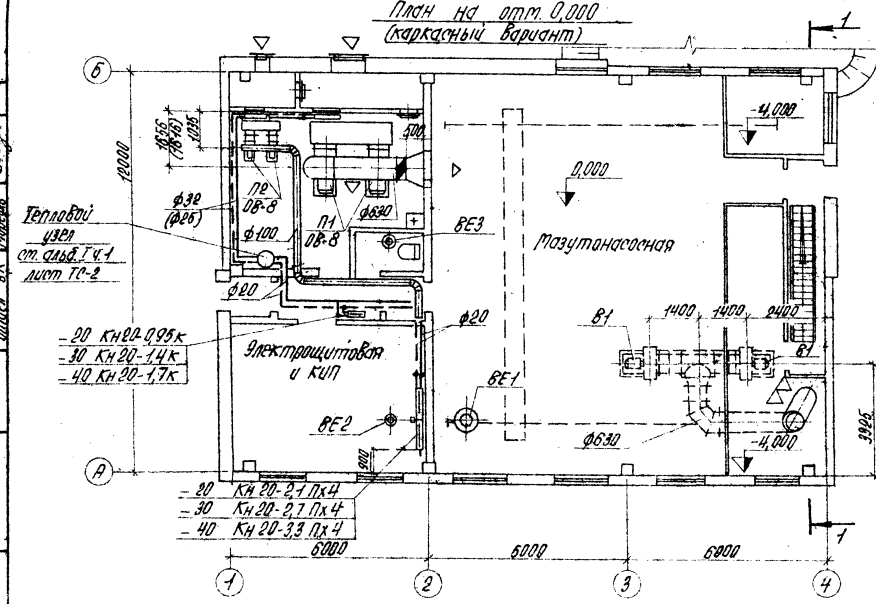 План на отм. 0,000
(каркасный вариант)
1
Б
12000
1656
(1816)
1035
500
-4,000
0,000
П2
ОВ-8
П1
ОВ-8
ф630
ф32
(ф25)
ф100
ВЕ3
Тепловой
узел
см. альб. Т4.1
лист ТС-2
Мазутонасосная
ф20
ф20
-20 КН20-0,95к
-30 КН20-1,4к
-40 КН20-1,7к
Электрощитовая
и КИП
В1
1400
1400
2400
В1
ВЕ1
ВЕ2
ф630
3925
-4,000
900
А
-20 КН20-2,1 Пх4
-30 КН20-2,7 Пх4
-40 КН20-3,3 Пх4
6000
6000
6000
1
1
2
3
4